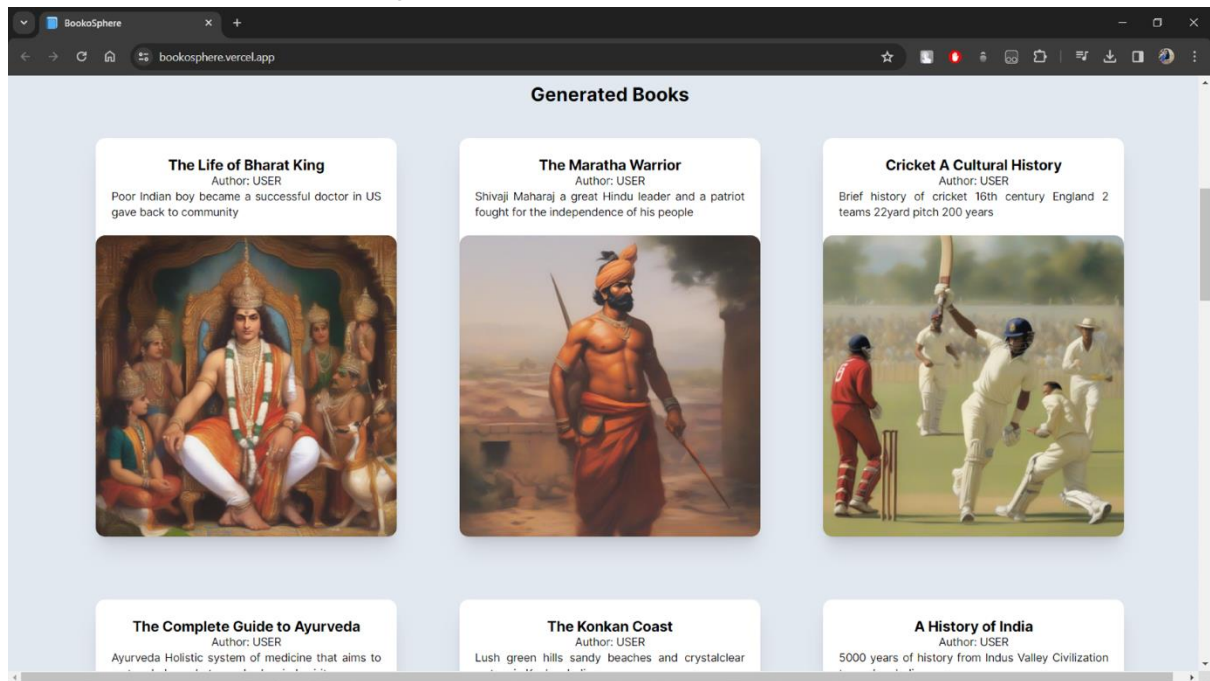 BookoSphere
bookosphere.vercel.app
Generated Books
The Life of Bharat King
Author: USER
Poor Indian boy became a successful doctor in US
gave back to community
The Maratha Warrior
Author: USER
Shivaji Maharaj a great Hindu leader and a patriot
fought for the independence of his people
Cricket A Cultural History
Author: USER
Brief history of cricket 16th century England 2
teams 22yard pitch 200 years
The Complete Guide to Ayurveda
Author: USER
Ayurveda Holistic system of medicine that aims to
The Konkan Coast
Author: USER
Lush green hills sandy beaches and crystalclear
A History of India
Author: USER
5000 years of history from Indus Valley Civilization